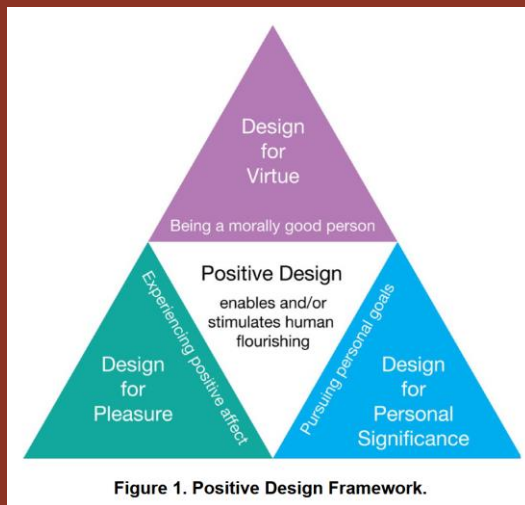 Design
for
Virtue
Being a morally good person
Positive Design
enables and/or
stimulates human
flourishing
Experiencing positive affect
Pursuing personal goals
Design
for
Pleasure
Design
for
Personal
Significance
Figure 1. Positive Design Framework.